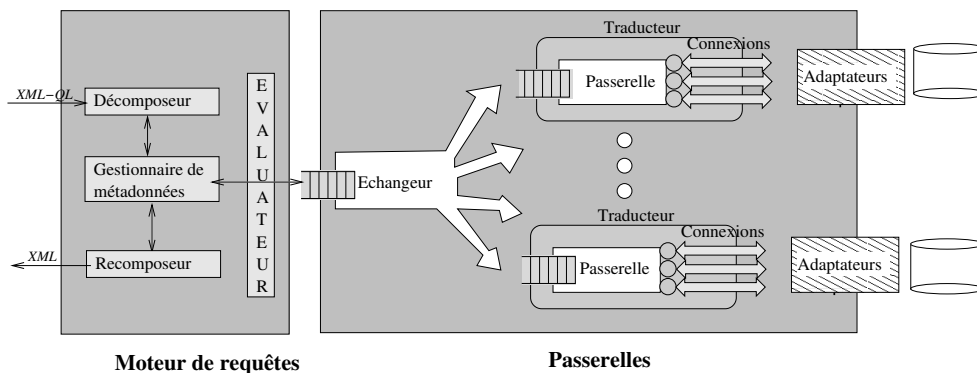 XML-QL
Décomposeur
Gestionnaire de
métadonnées
XML
Recomposeur
EVALUATEUR
Moteur de requêtes
Echangeur
Traducteur
Connexions
Passerelle
Adaptateurs
Traducteur
Connexions
Passerelle
Adaptateurs
Passerelles